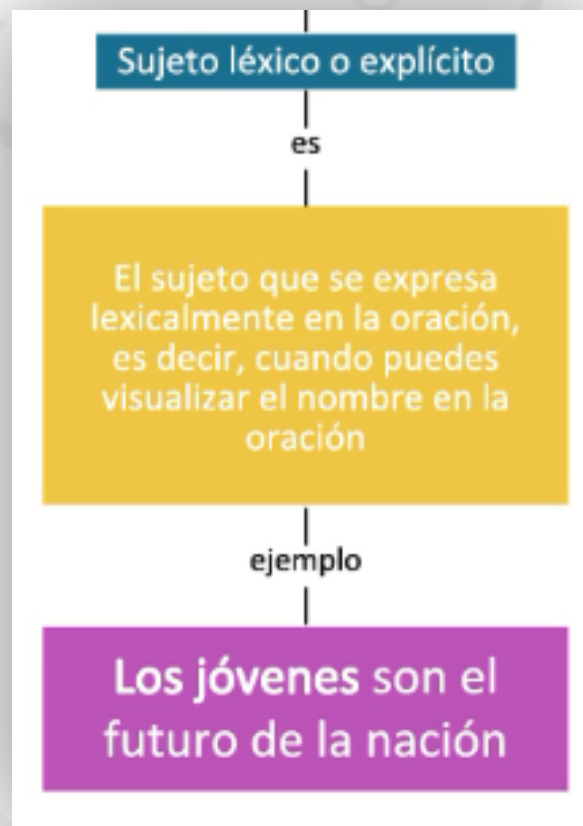 Sujeto léxico o explícito
es
El sujeto que se expresa
lexicalmente en la oración,
es decir, cuando puedes
visualizar el nombre en la
oración
ejemplo
Los jóvenes son el
futuro de la nación